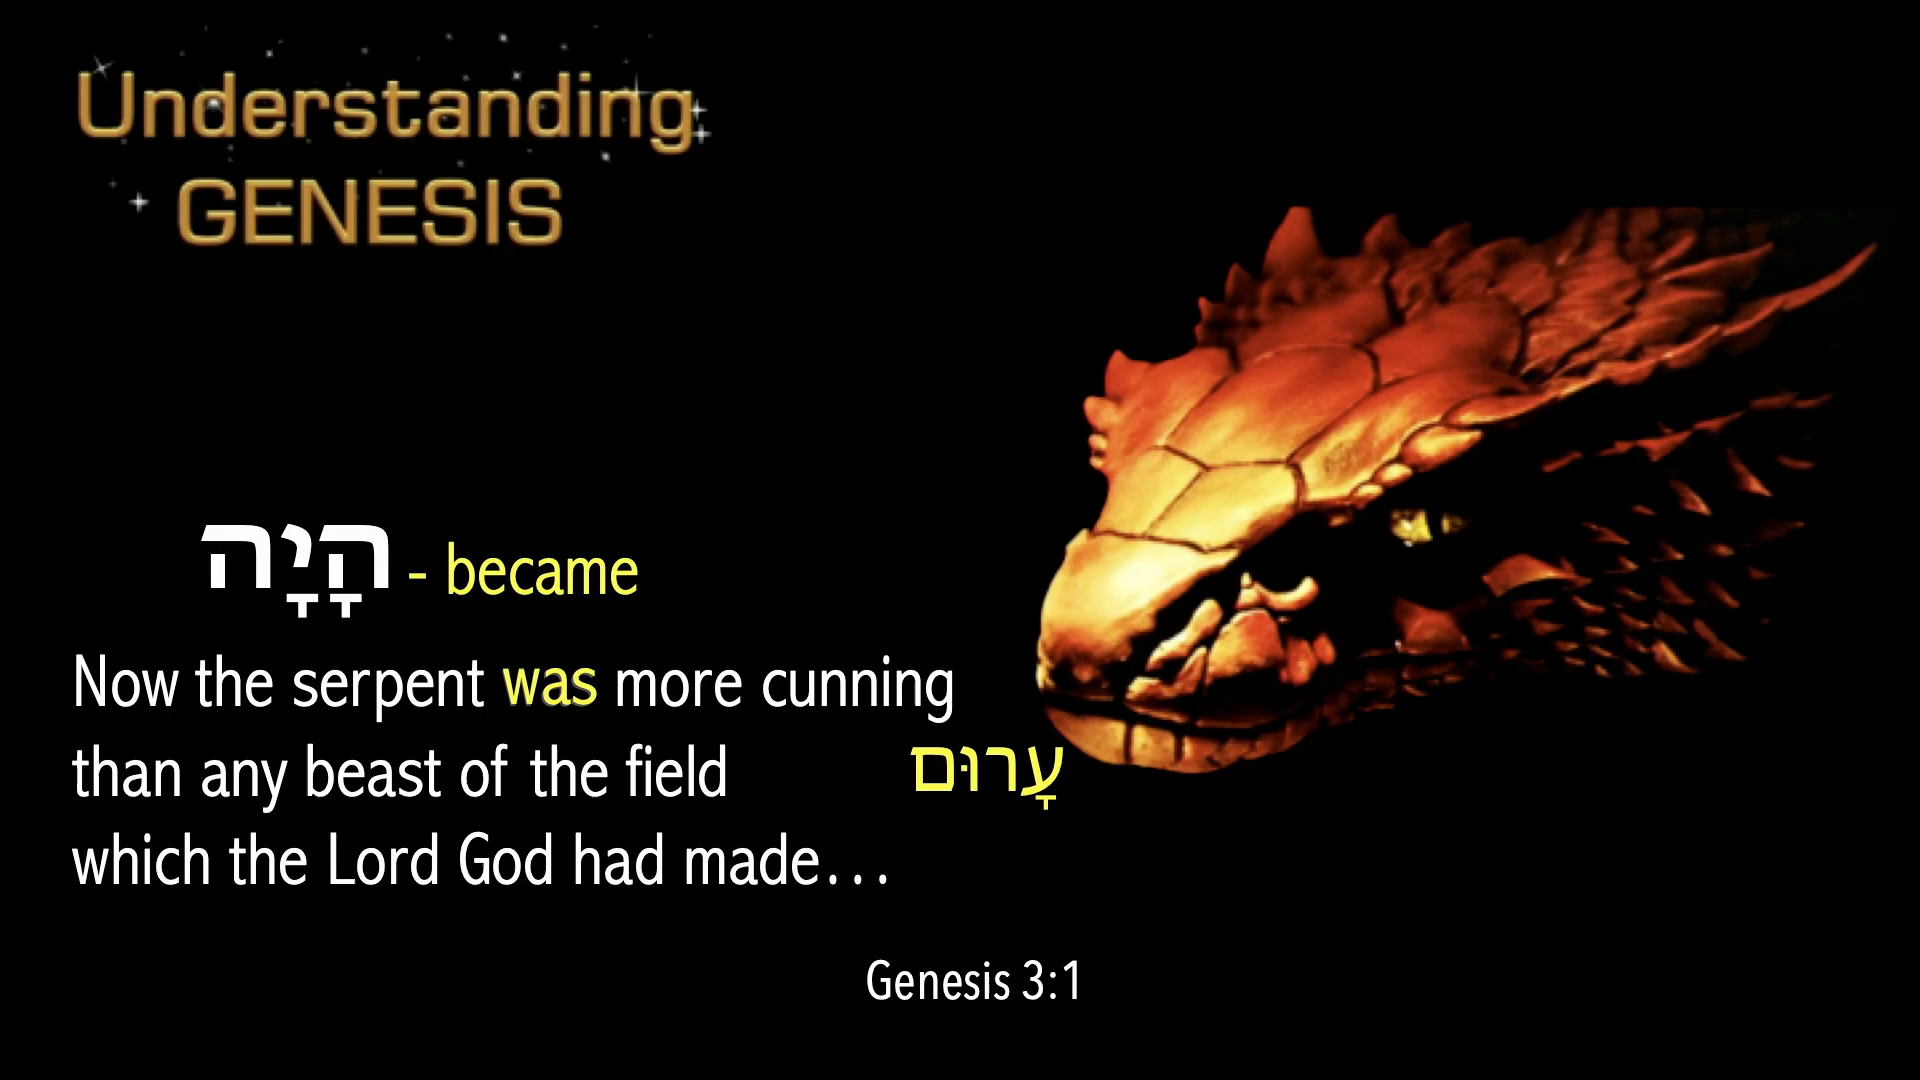 Understanding
GENESIS
הָיָה - became
Now the serpent was more cunning
than any beast of the field
עָרוּם
which the Lord God had made...
Genesis 3:1